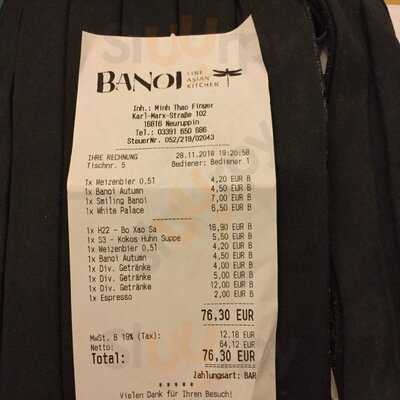 BANOI
FINE
ASIAN
KITCHEN
Inh.: Minh Thao Finger
Karl-Marx-Straße 102
16816 Neuruppin
Tel.: 03391 650 686
SteuerNr. 052/219/02043
IHRE RECHNUNG 28.11.2018 19:20:58
Tischnr. 5 Bediener: Bediener 1
1x Weizenbier 0,5l 4,20 EUR B
1x Banoi Autumn 4,50 EUR B
1x Smiling Banoi 7,00 EUR B
1x White Palace 6,50 EUR B
1x H22 - Bo Xao Sa 16,90 EUR B
1x S3 - Kokos Huhn Suppe 5,50 EUR B
1x Weizenbier 0,5l 4,20 EUR B
1x Banoi Autumn 4,50 EUR B
1x Div. Getränke 4,00 EUR B
1x Div. Getränke 5,00 EUR B
1x Div. Getränke 12,00 EUR B
1x Espresso 2,00 EUR B
76,30 EUR
MwSt. B 19% (Tax): 12,18 EUR
Netto: 64,12 EUR
Total: 76,30 EUR
Zahlungsart: BAR
* * * * *
Vielen Dank für Ihren Besuch!